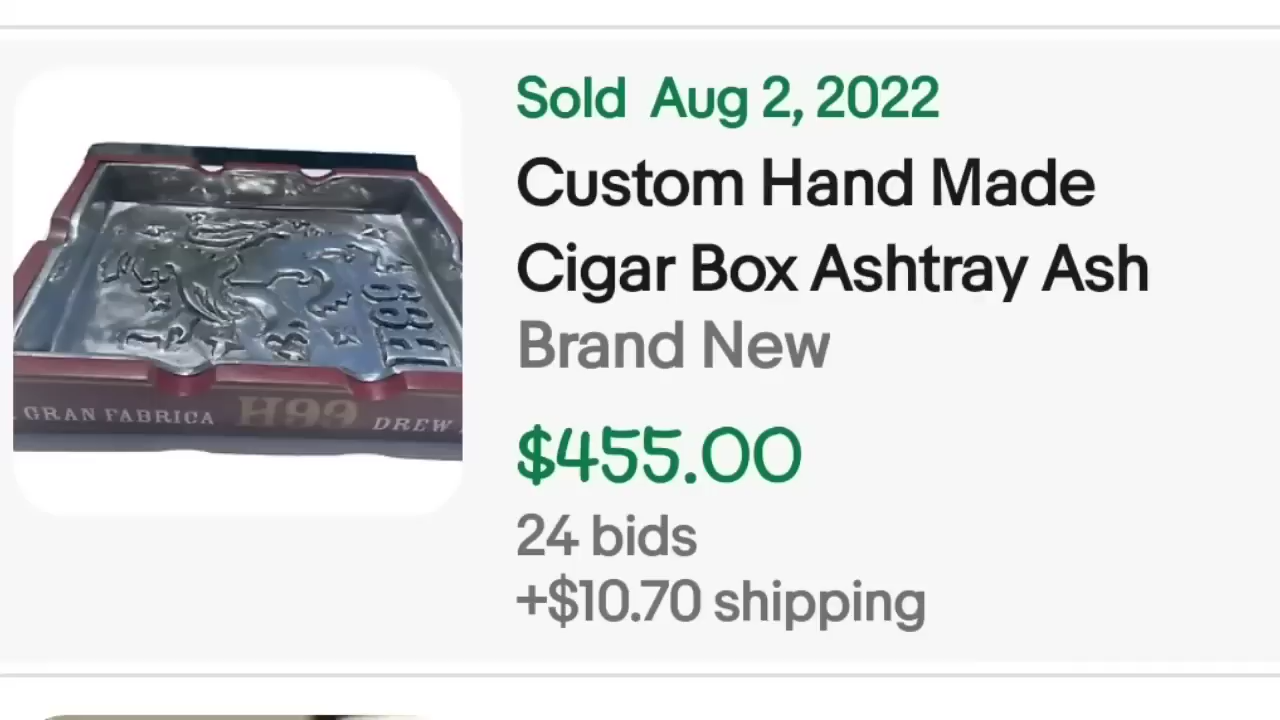 Sold Aug 2, 2022
Custom Hand Made
Cigar Box Ashtray Ash
Brand New
$455.00
24 bids
+$10.70 shipping
GRAN FABRICA H99 DREW